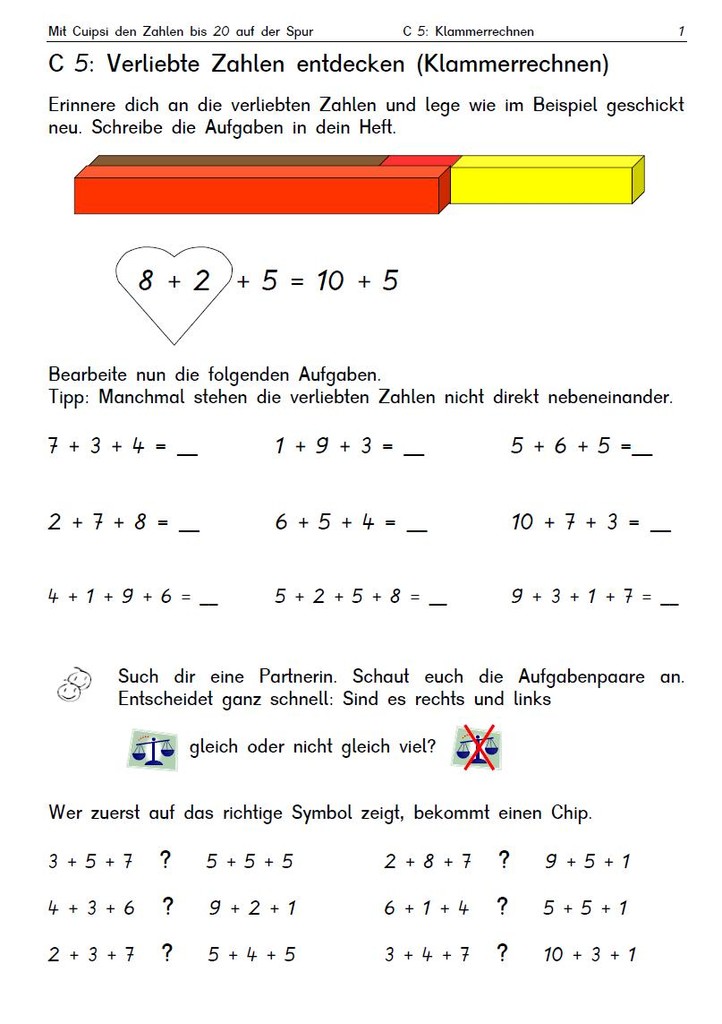 Mit Cuipsi den Zahlen bis 20 auf der Spur C 5: Klammerrechnen 1
C 5: Verliebte Zahlen entdecken (Klammerrechnen)
Erinnere dich an die verliebten Zahlen und lege wie im Beispiel geschickt
neu. Schreibe die Aufgaben in dein Heft.
8 + 2 + 5 = 10 + 5
Bearbeite nun die folgenden Aufgaben.
Tipp: Manchmal stehen die verliebten Zahlen nicht direkt nebeneinander.
7 + 3 + 4 = __ 1 + 9 + 3 = __ 5 + 6 + 5 =__
2 + 7 + 8 = __ 6 + 5 + 4 = __ 10 + 7 + 3 = __
4 + 1 + 9 + 6 = __ 5 + 2 + 5 + 8 = __ 9 + 3 + 1 + 7 = __
Such dir eine Partnerin. Schaut euch die Aufgabenpaare an.
Entscheidet ganz schnell: Sind es rechts und links
gleich oder nicht gleich viel?
Wer zuerst auf das richtige Symbol zeigt, bekommt einen Chip.
3 + 5 + 7 ? 5 + 5 + 5 2 + 8 + 7 ? 9 + 5 + 1
4 + 3 + 6 ? 9 + 2 + 1 6 + 1 + 4 ? 5 + 5 + 1
2 + 3 + 7 ? 5 + 4 + 5 3 + 4 + 7 ? 10 + 3 + 1